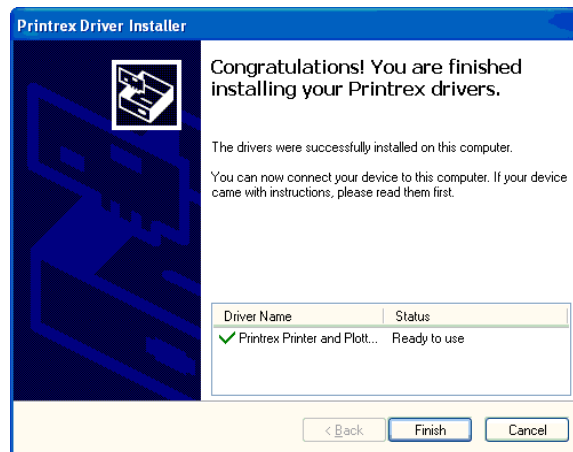 Printrex Driver Installer
Congratulations! You are finished
installing your Printrex drivers.
The drivers were successfully installed on this computer.
You can now connect your device to this computer. If your device
came with instructions, please read them first.
Driver Name Status
Printrex Printer and Plott... Ready to use
< Back Finish Cancel